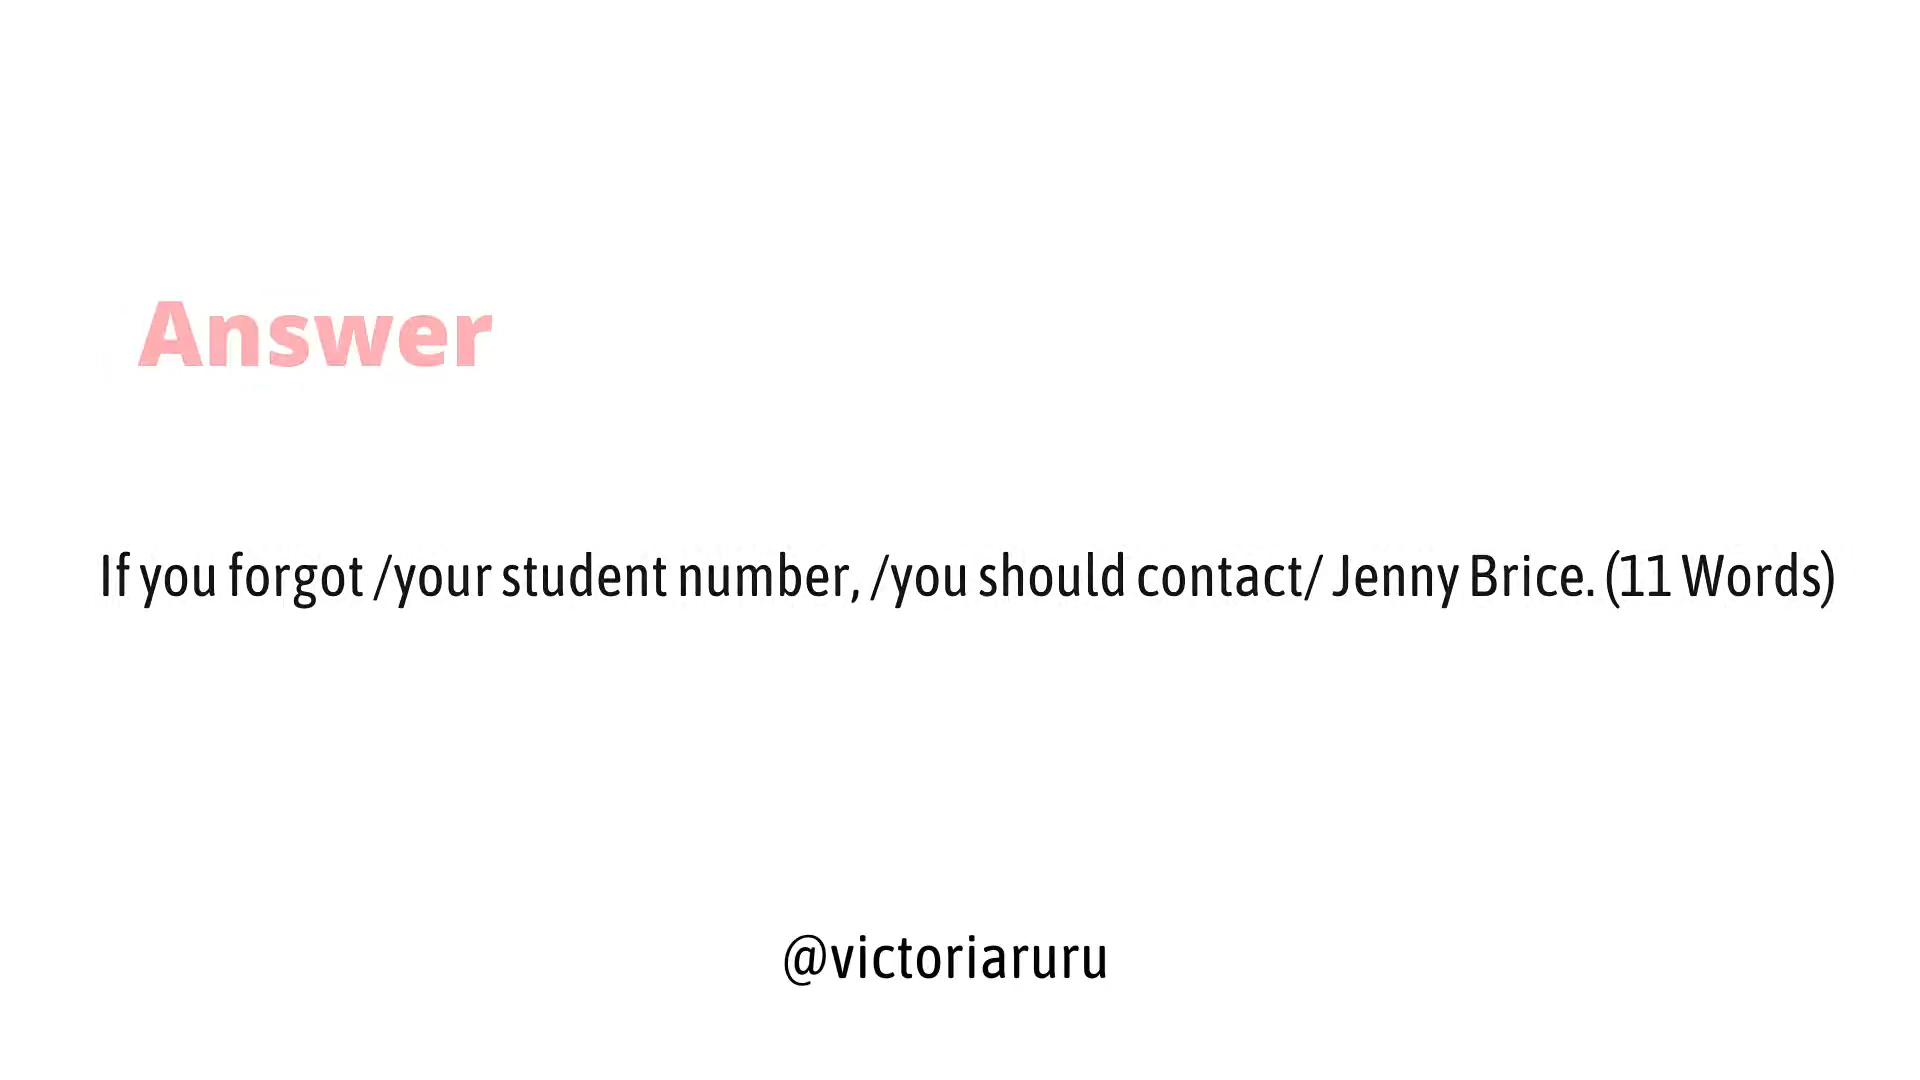 Answer
If you forgot /your student number, /you should contact/ Jenny Brice. (11 Words)
@victoriaruru